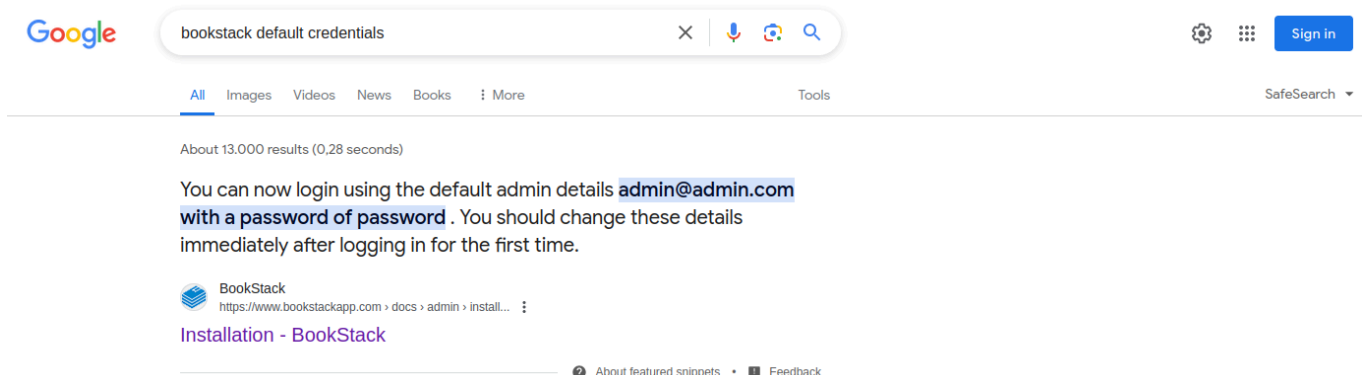 Google
bookstack default credentials
Sign in
All Images Videos News Books More Tools SafeSearch
About 13.000 results (0,28 seconds)
You can now login using the default admin details admin@admin.com
with a password of password . You should change these details
immediately after logging in for the first time.
BookStack
https://www.bookstackapp.com › docs › admin › install...
Installation - BookStack
About featured snippets • Feedback